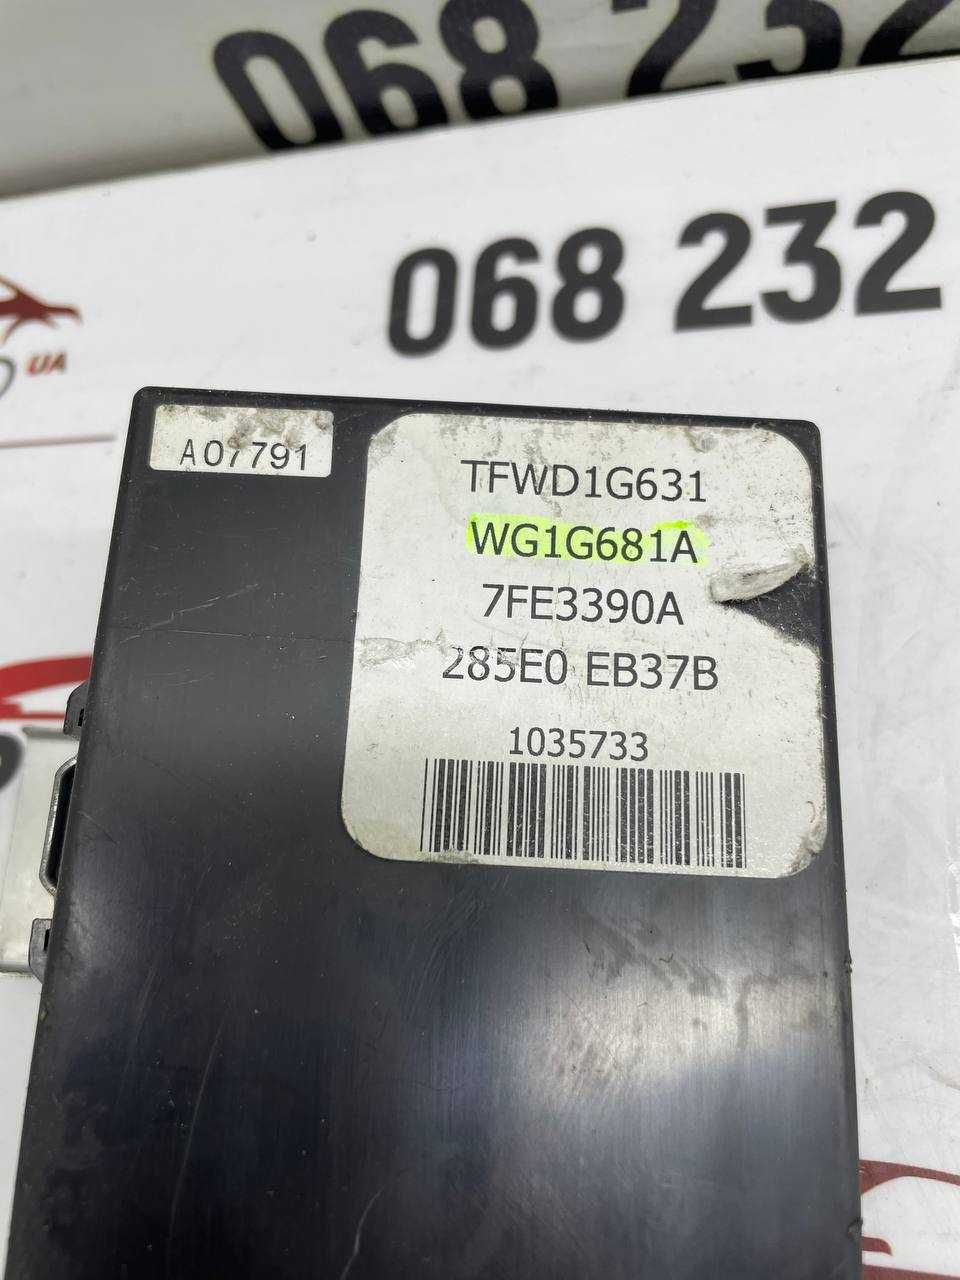 068 232
068 232
UA
A07791
TFWD1G631
WG1G681A
7FE3390A
285E0 EB37B
1035733